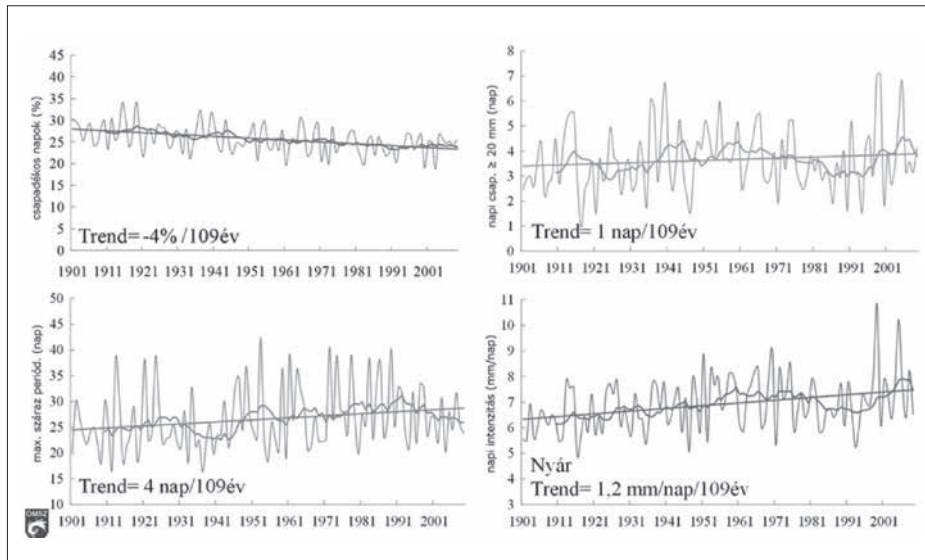 csapadékos napok (%)
45
40
35
30
25
20
15
10
5
0
Trend= -4% /109év
1901 1911 1921 1931 1941 1951 1961 1971 1981 1991 2001
napi csap. ≥ 20 mm (nap)
8
7
6
5
4
3
2
1
0
Trend= 1 nap/109év
1901 1911 1921 1931 1941 1951 1961 1971 1981 1991 2001
max. száraz périód. (nap)
50
45
40
35
30
25
20
15
10
Trend= 4 nap/109év
1901 1911 1921 1931 1941 1951 1961 1971 1981 1991 2001
OMSZ
napi intenzitás (mm/nap)
11
10
9
8
7
6
5
4
3
Nyár
Trend= 1,2 mm/nap/109év
1901 1911 1921 1931 1941 1951 1961 1971 1981 1991 2001